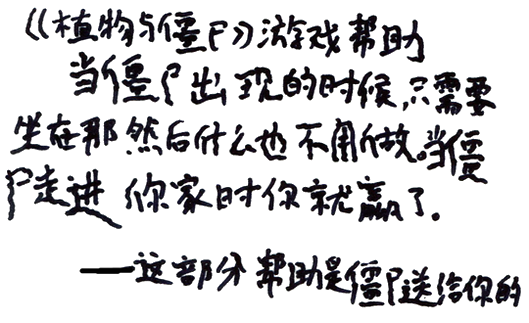 《植物与僵尸》游戏帮助
当僵尸出现的时候,只需要
坐在那然后什么也不用做。当僵
尸走进你家时你就赢了。
——这部分帮助是僵尸送给你的